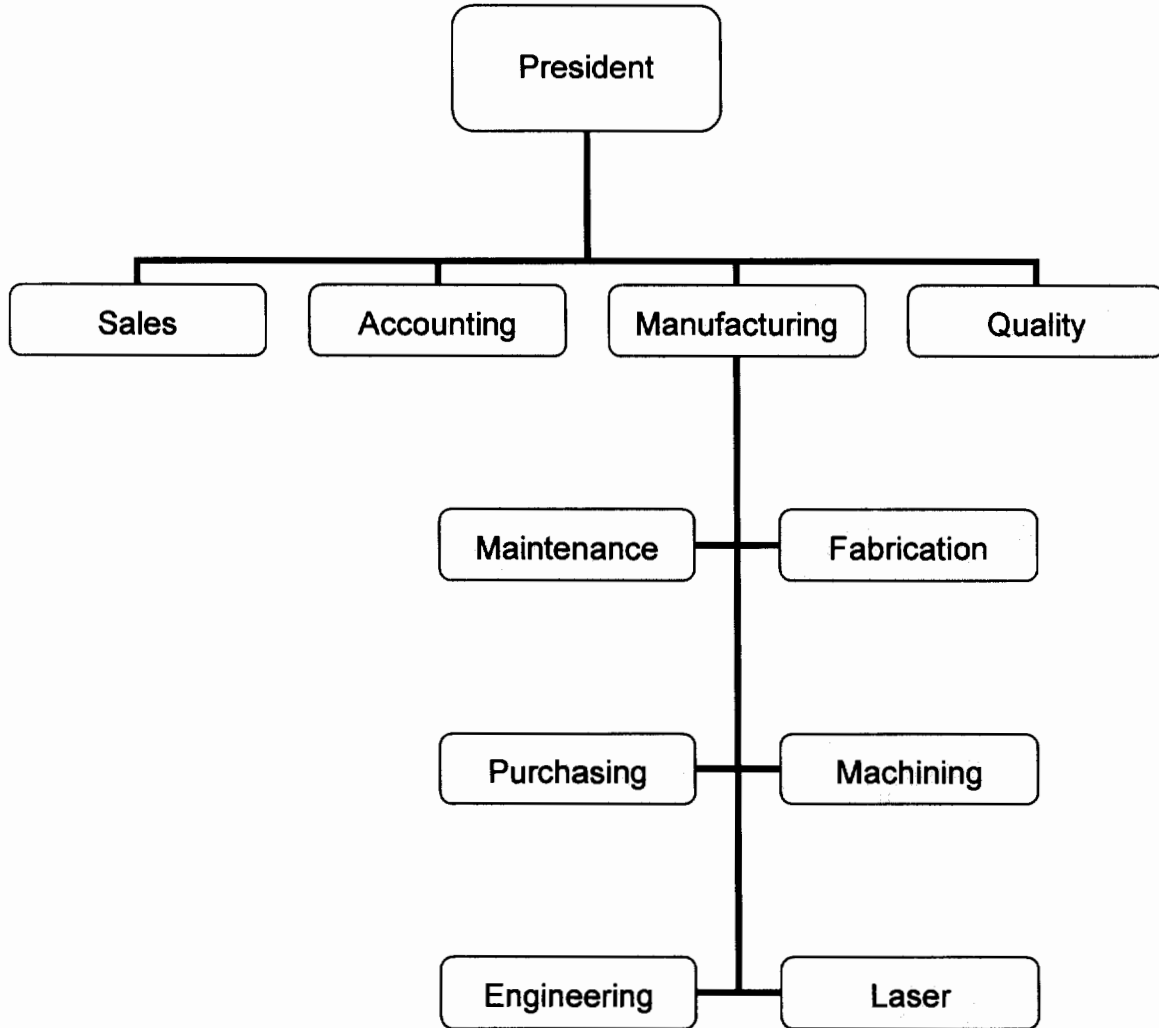 President
Sales
Accounting
Manufacturing
Quality
Maintenance
Fabrication
Purchasing
Machining
Engineering
Laser